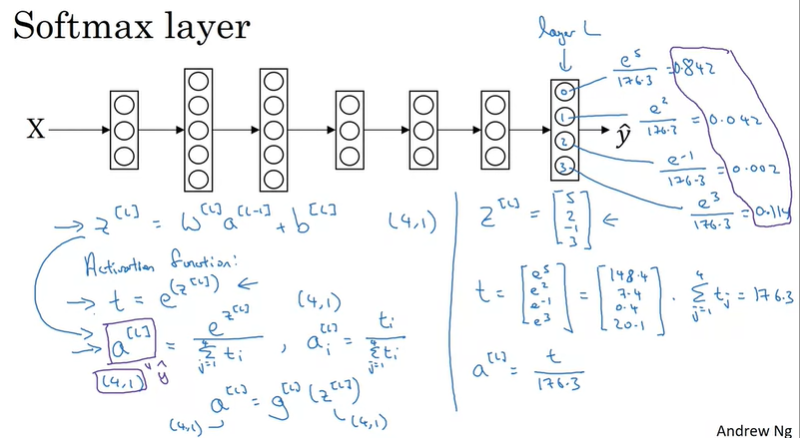 Softmax layer
layer L
X
0
1
2
3
ŷ
e^5 / 176.3 = 0.842
e^2 / 176.3 = 0.042
e^-1 / 176.3 = 0.002
e^3 / 176.3 = 0.114
→ z^[L] = W^[L] a^[L-1] + b^[L] (4,1)
Activation function:
→ t = e^(z^[L]) ← (4,1)
→ a^[L] = e^z^[L] / ∑_{j=1}^{4} t_i , a_i^[L] = t_i / ∑_{j=1}^{4} t_i
(4,1) ŷ
a^[L] = g^[L] (z^[L])
(4,1) (4,1)
z^[L] = [5 2 -1 3] ←
t = [e^5 e^2 e^-1 e^3] = [148.4 7.4 0.4 20.1] . ∑_{j=1}^{4} t_j = 176.3
a^[L] = t / 176.3
Andrew Ng